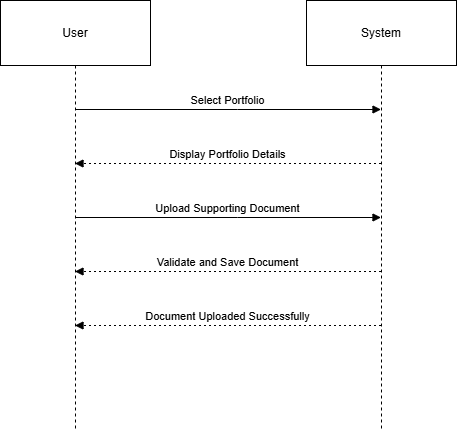 User
System
Select Portfolio
Display Portfolio Details
Upload Supporting Document
Validate and Save Document
Document Uploaded Successfully